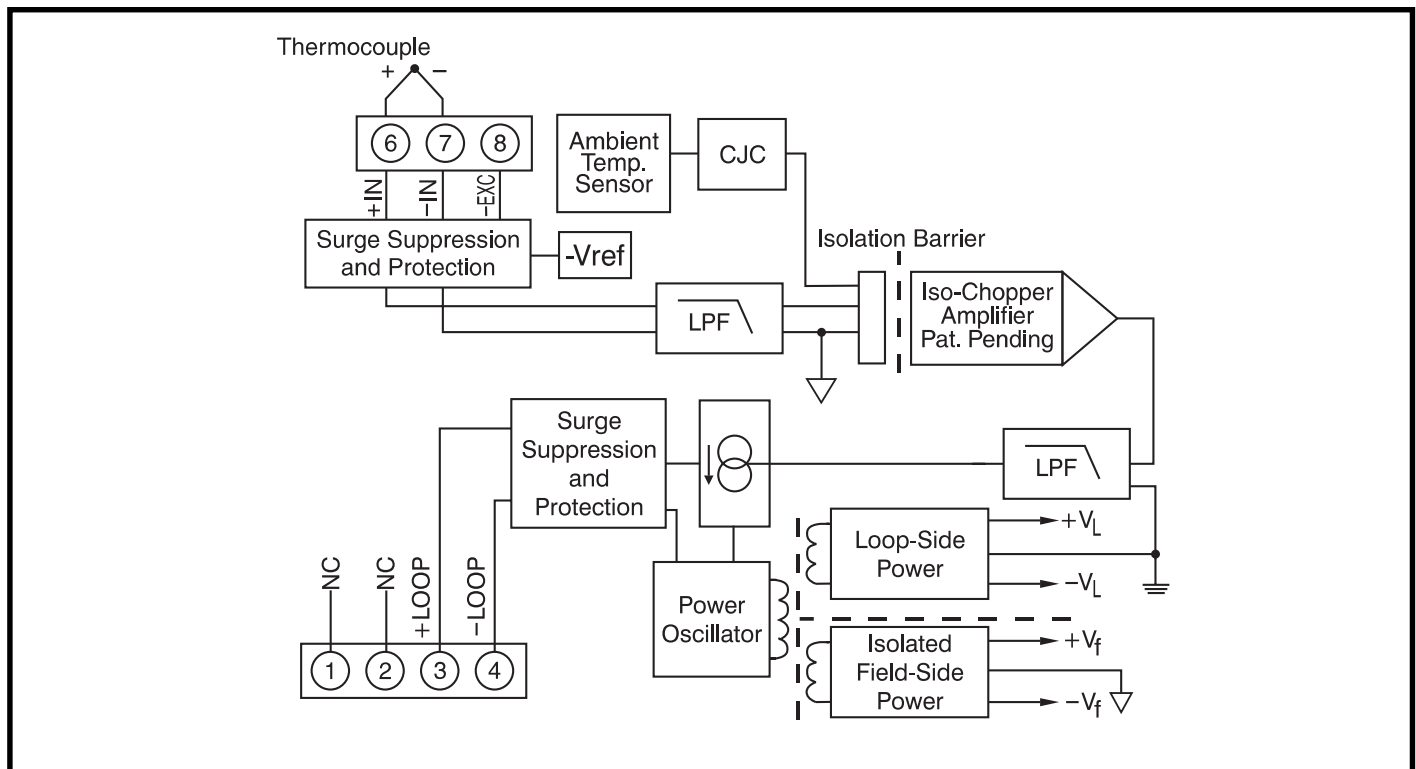 Thermocouple
+ −
6 7 8
+IN
−IN
−EXC
Surge Suppression
and Protection
-Vref
Ambient
Temp.
Sensor
CJC
LPF
Isolation Barrier
Iso-Chopper
Amplifier
Pat. Pending
Surge
Suppression
and
Protection
LPF
Loop-Side
Power
+VL
−VL
Power
Oscillator
Isolated
Field-Side
Power
+Vf
−Vf
NC
NC
+LOOP
−LOOP
1 2 3 4